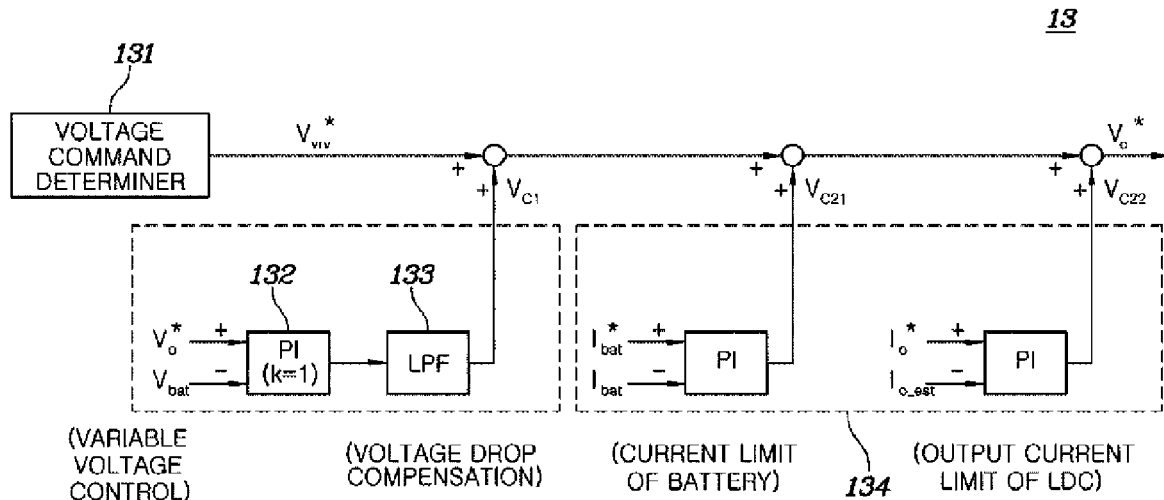 13
131
VOLTAGE
COMMAND
DETERMINER
V_vrv*
V_o*
+ +
V_C1
+ +
V_C21
+ +
V_C22
132
133
V_o* +
V_bat −
PI
(k=1)
LPF
I_bat* +
I_bat −
PI
I_o* +
I_o_est −
PI
(VARIABLE
VOLTAGE
CONTROL)
(VOLTAGE DROP
COMPENSATION)
(CURRENT LIMIT
OF BATTERY)
134
(OUTPUT CURRENT
LIMIT OF LDC)